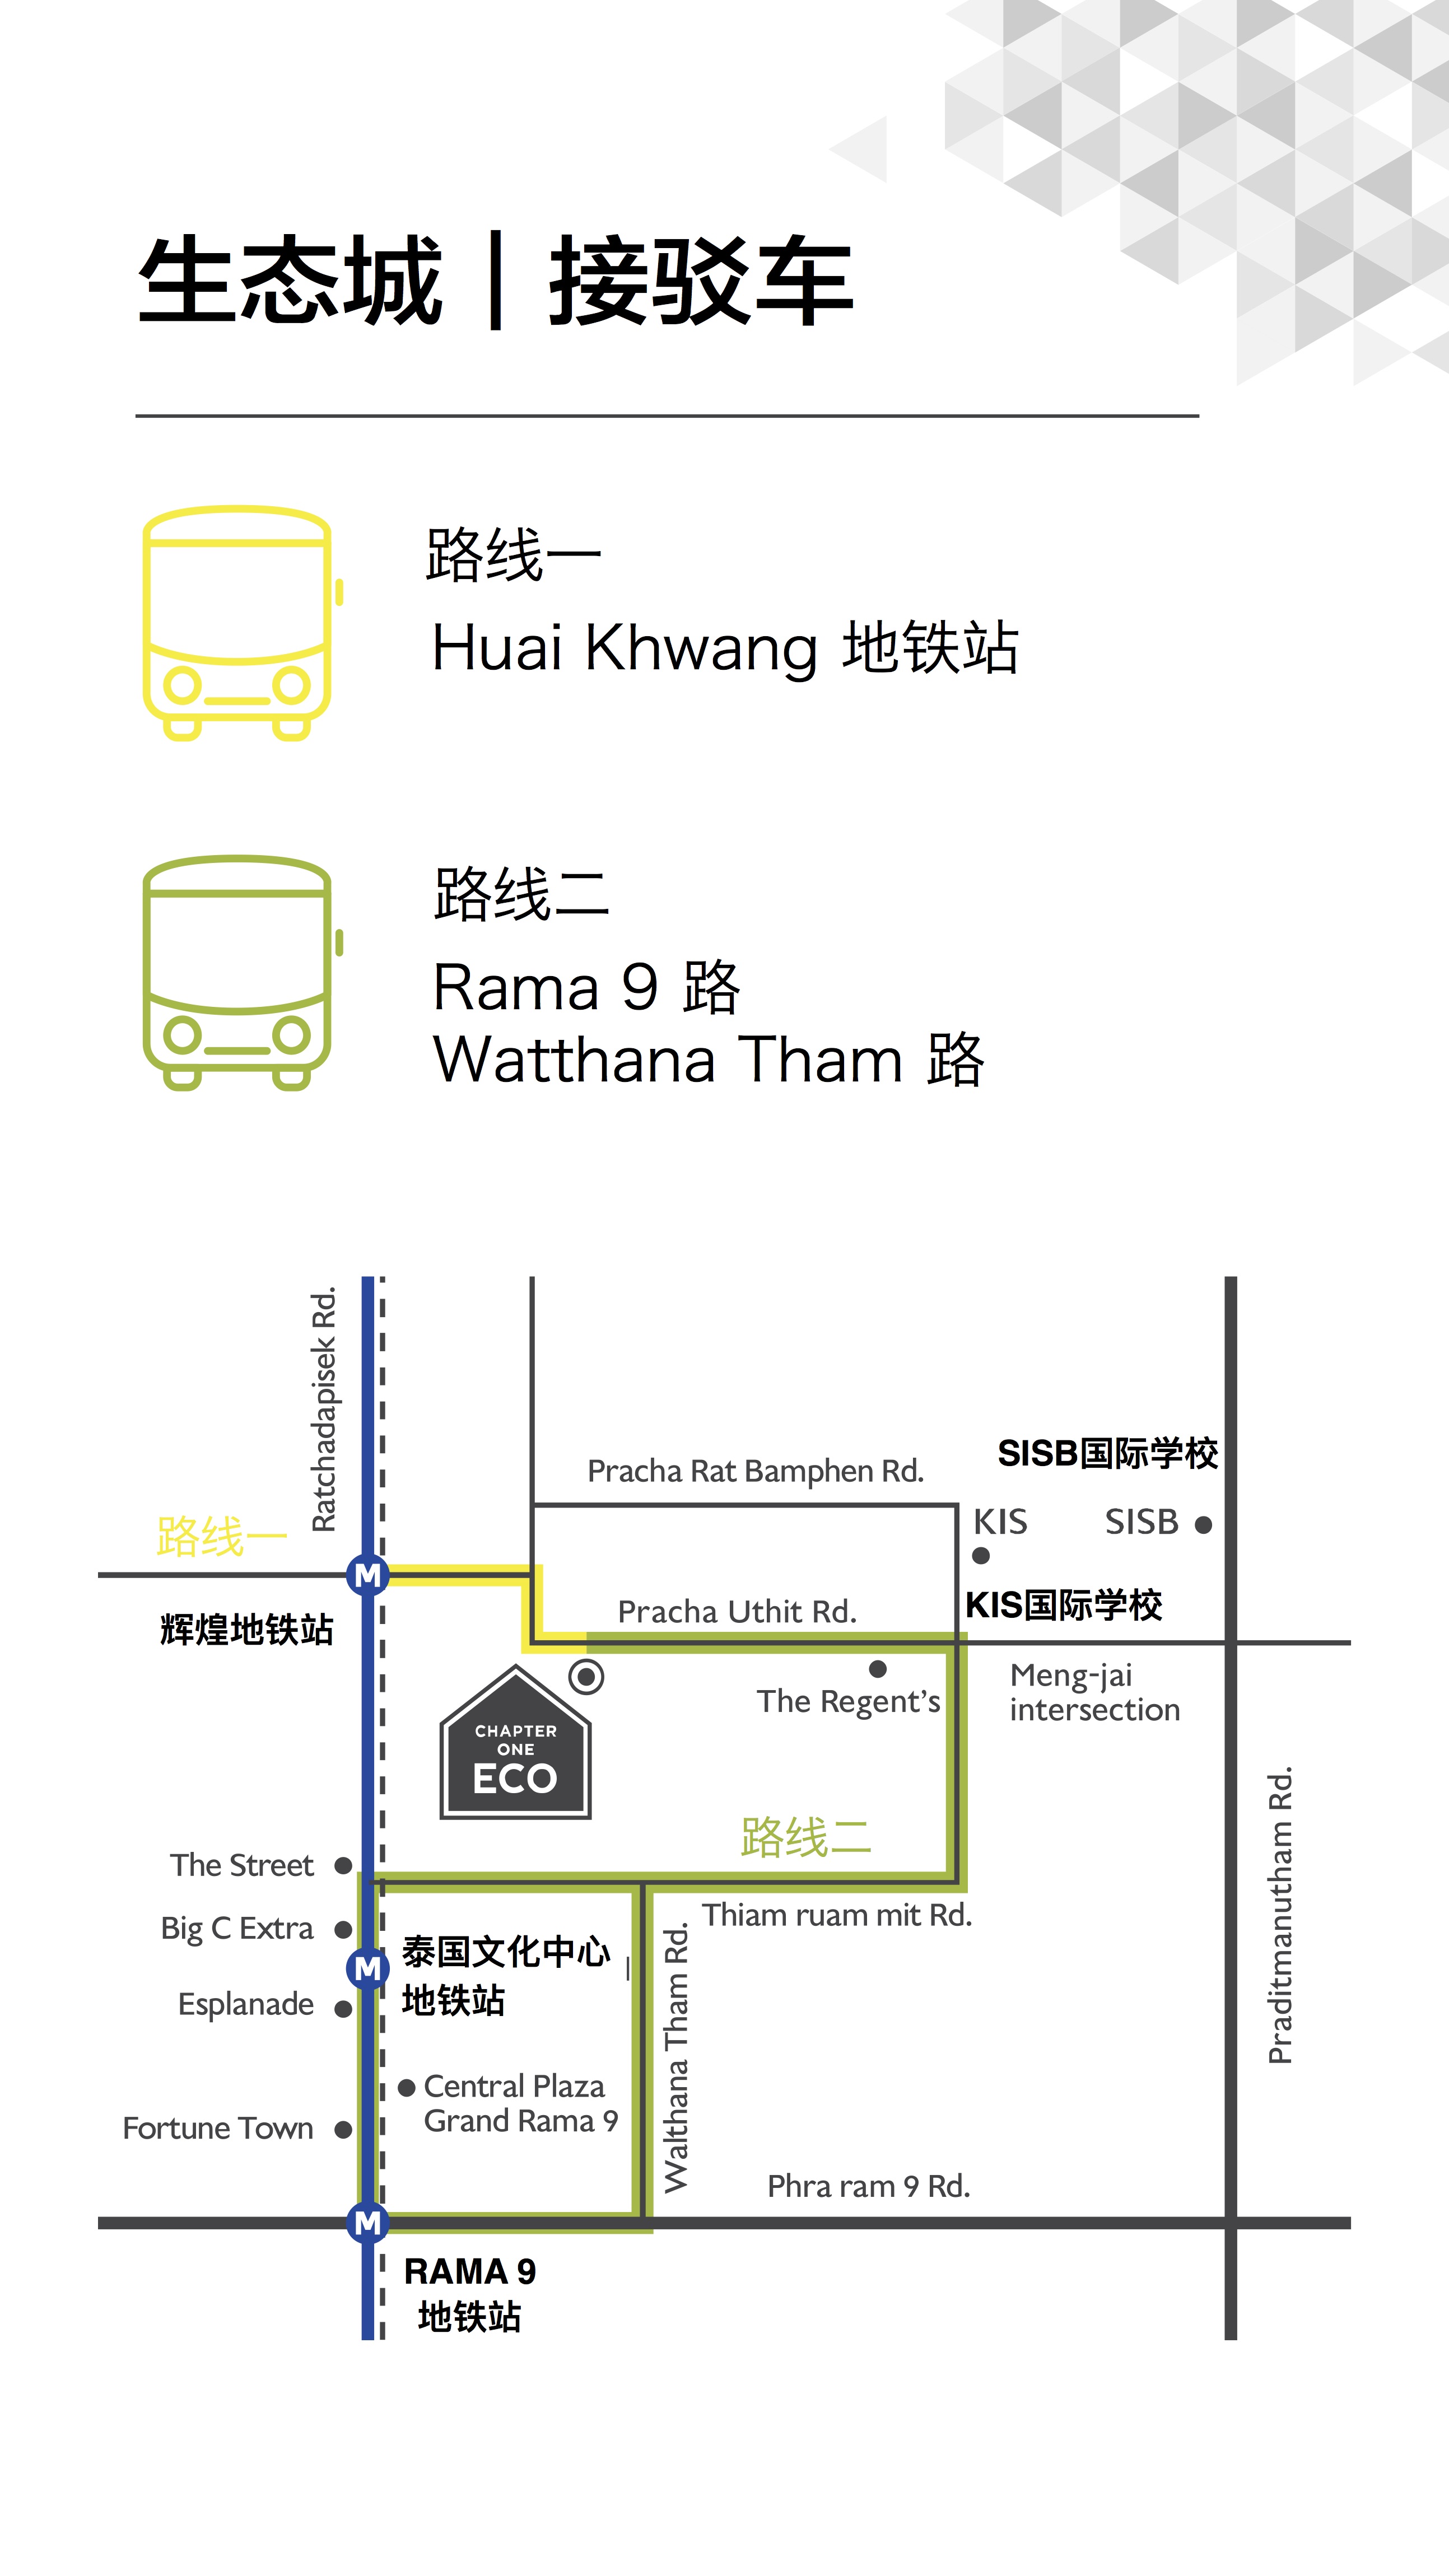 生态城｜接驳车
路线一
Huai Khwang 地铁站
路线二
Rama 9 路
Watthana Tham 路
Ratchadapisek Rd.
Pracha Rat Bamphen Rd.
SISB国际学校
KIS
SISB
路线一
M
KIS国际学校
Pracha Uthit Rd.
辉煌地铁站
Meng-jai
intersection
The Regent's
CHAPTER
ONE
ECO
路线二
Praditmanutham Rd.
The Street
Thiam ruam mit Rd.
Big C Extra
泰国文化中心
地铁站
M
Esplanade
Walthana Tham Rd.
Central Plaza
Grand Rama 9
Fortune Town
Phra ram 9 Rd.
M
RAMA 9
地铁站